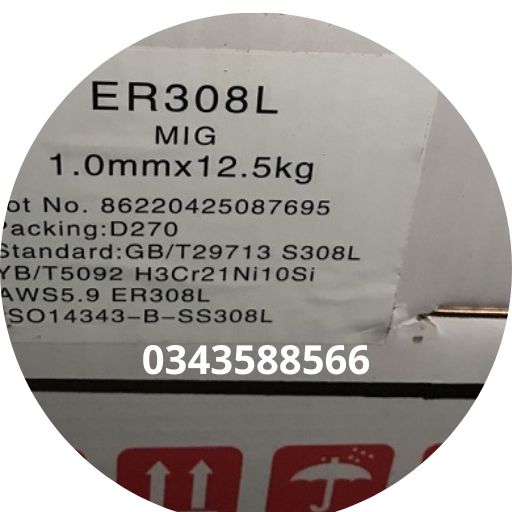 ER308L
MIG
1.0mmx12.5kg
ot No. 86220425087695
Packing:D270
Standard:GB/T29713 S308L
YB/T5092 H3Cr21Ni10Si
AWS5.9 ER308L
SO14343-B-SS308L
0343588566